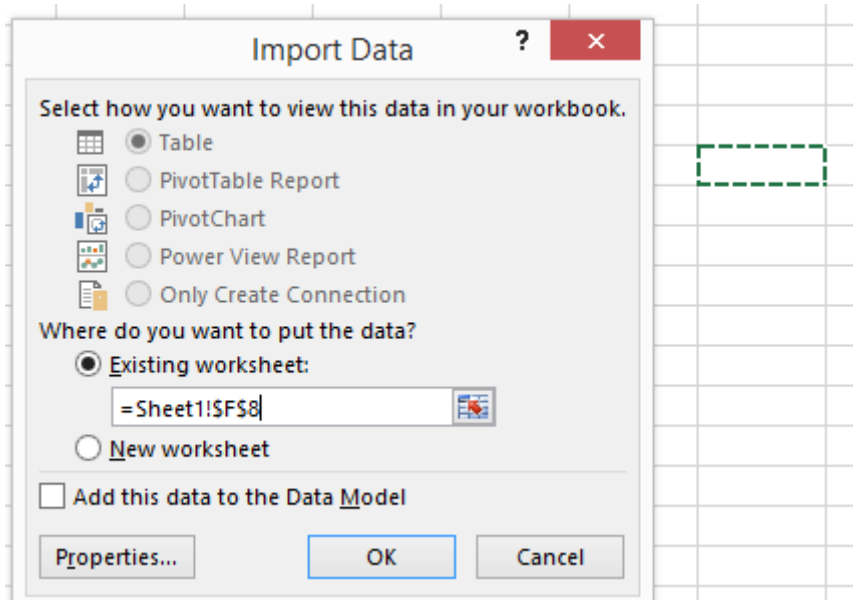 Import Data
?
Select how you want to view this data in your workbook.
Table
PivotTable Report
PivotChart
Power View Report
Only Create Connection
Where do you want to put the data?
Existing worksheet:
=Sheet1!$F$8
New worksheet
Add this data to the Data Model
Properties... OK Cancel